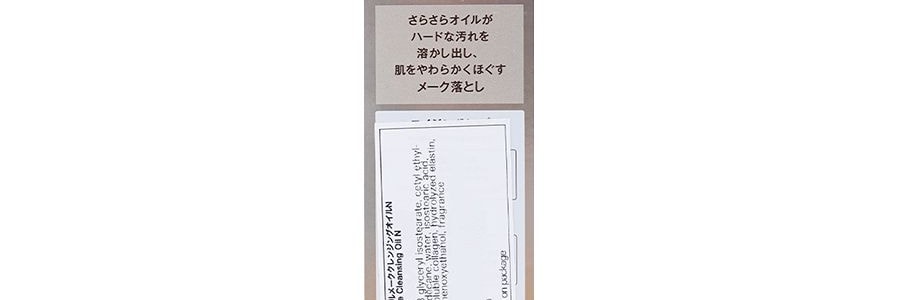 さらさらオイルが
ハードな汚れを
溶かし出し、
肌をやわらかくほぐす
メーク落とし
ルメーククレンジングオイルN
Cleansing Oil N
glyceryl isostearate, cetyl ethyl-
water, isostearic acid,
collagen, hydrolyzed elastin,
fragrance
on package